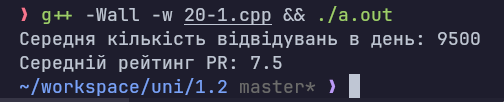 ❯ g++ -Wall -w 20-1.cpp && ./a.out
Середня кількість відвідувань в день: 9500
Середній рейтинг PR: 7.5
~/workspace/uni/1.2 master* ❯